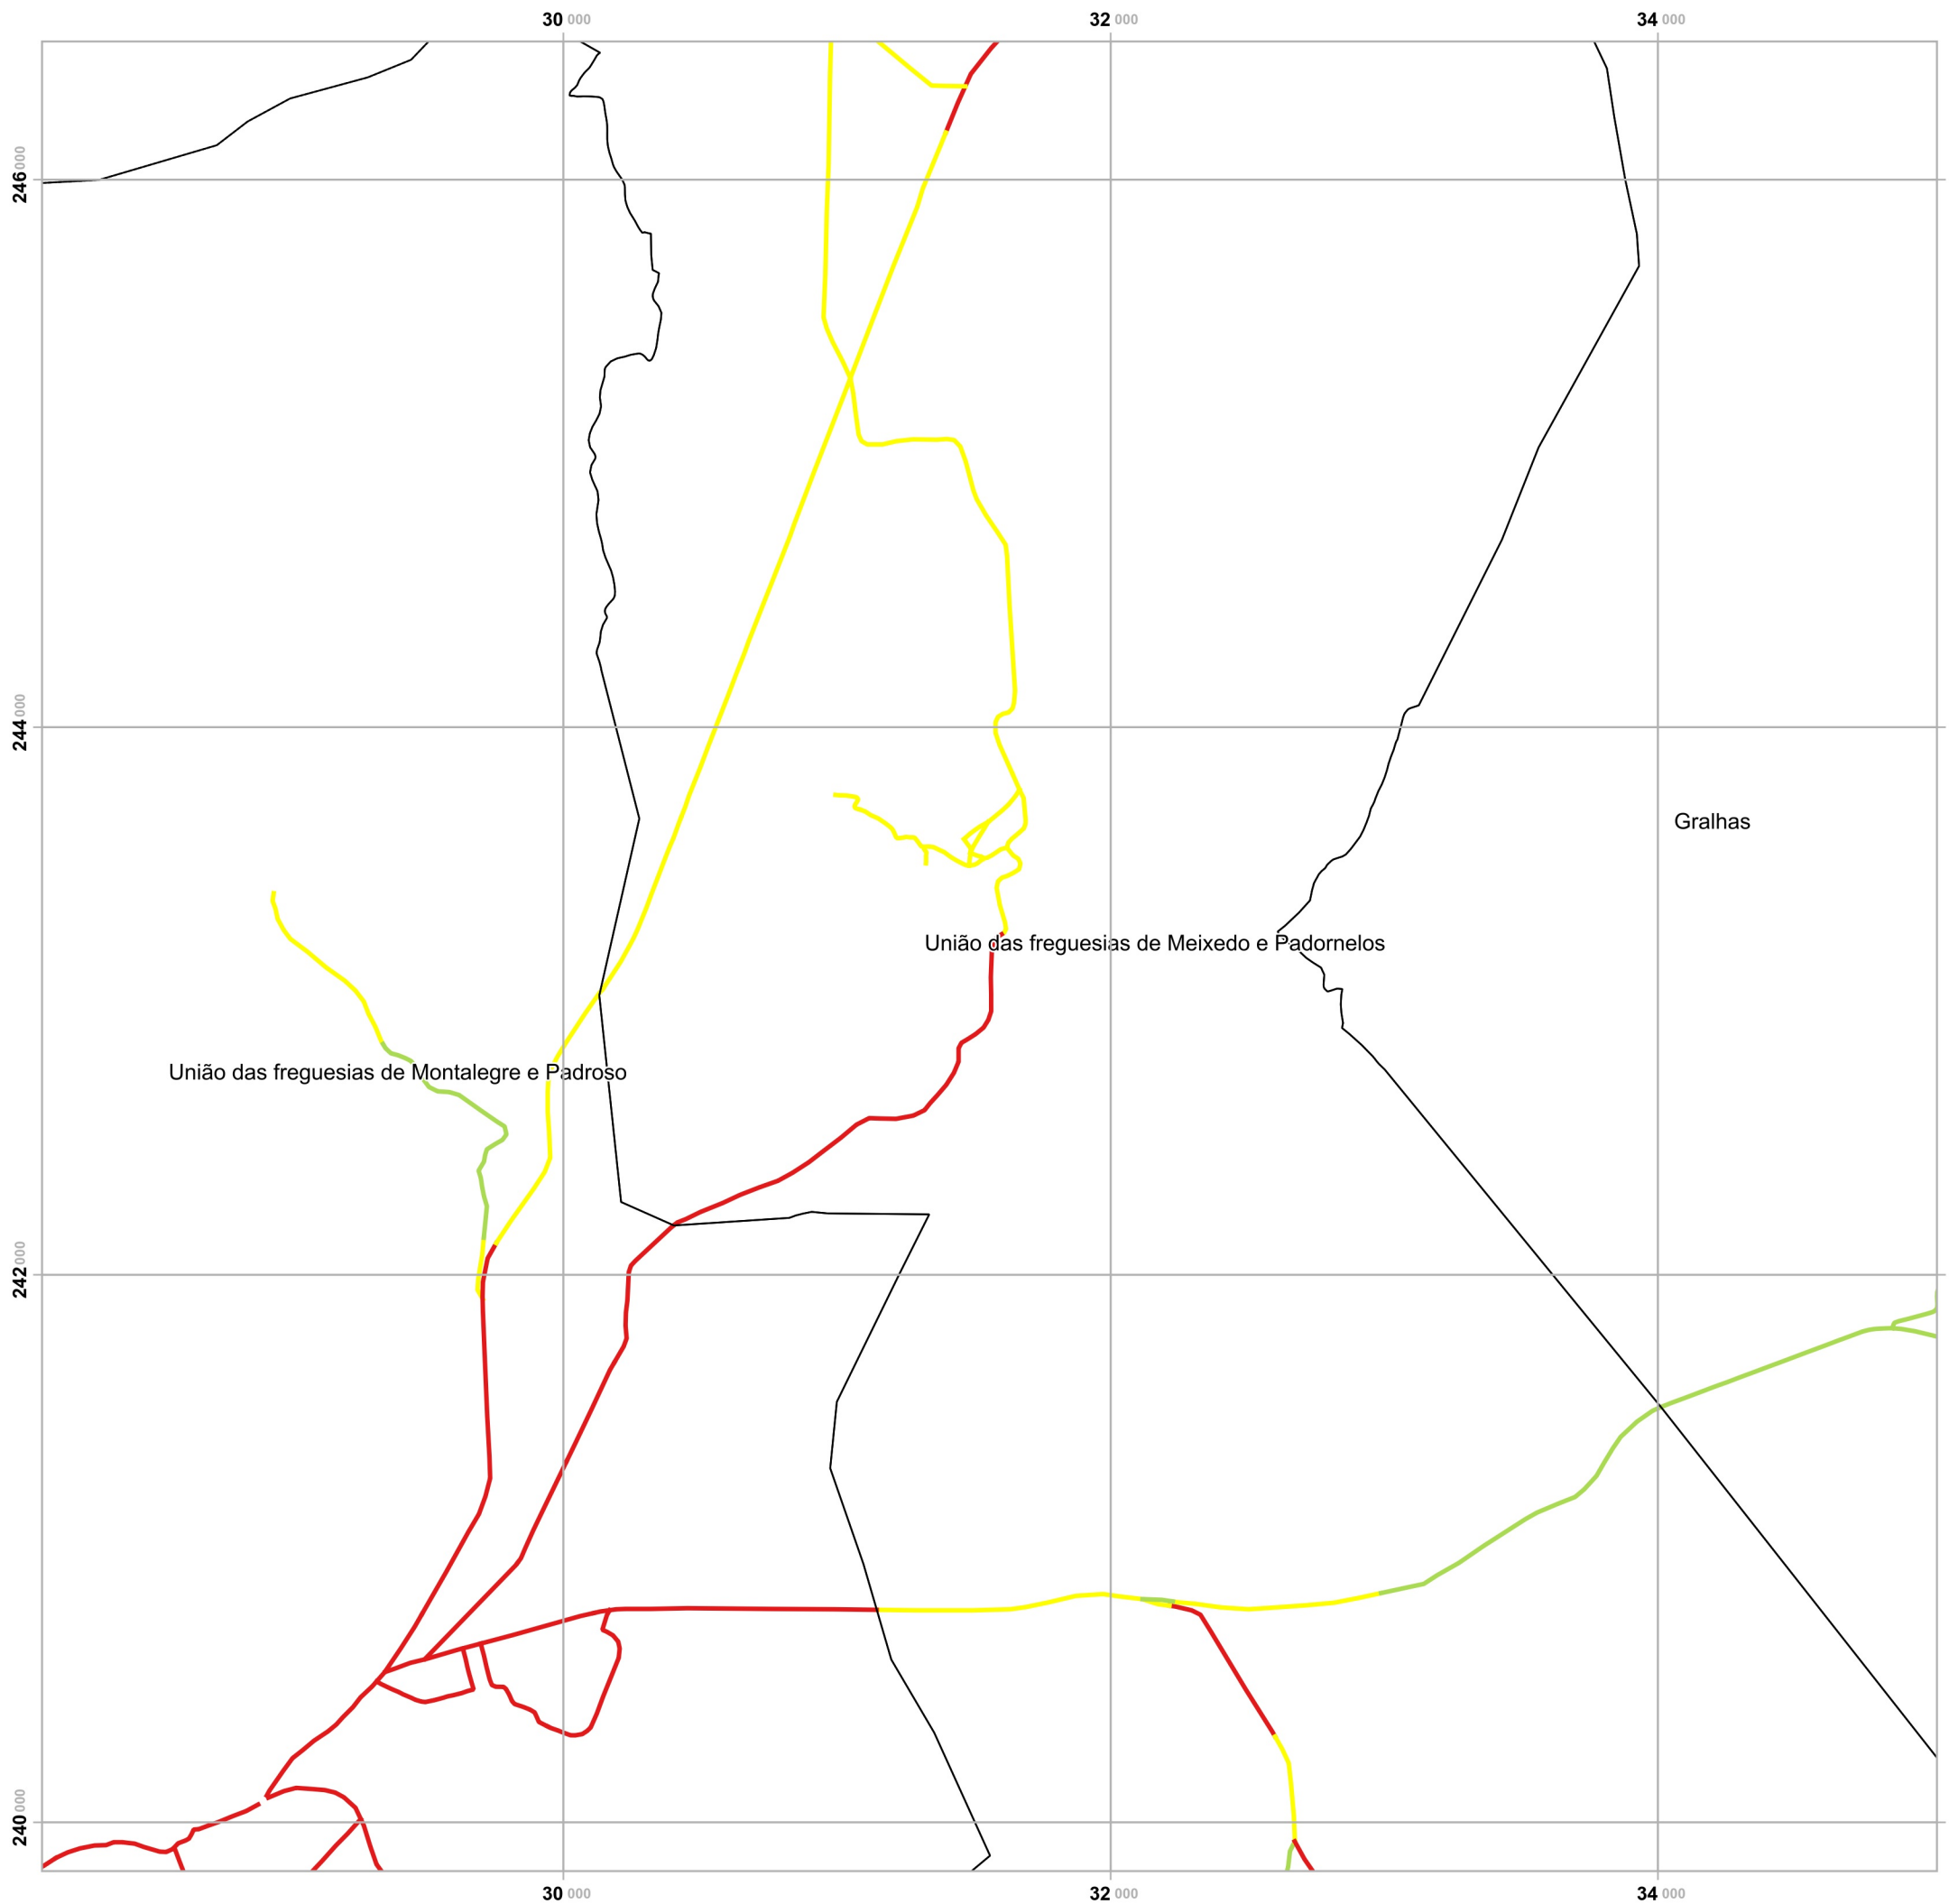 30 000 32 000 34 000
246 000
244 000
Gralhas
União das freguesias de Meixedo e Padornelos
União das freguesias de Montalegre e Padroso
242 000
240 000
30 000 32 000 34 000